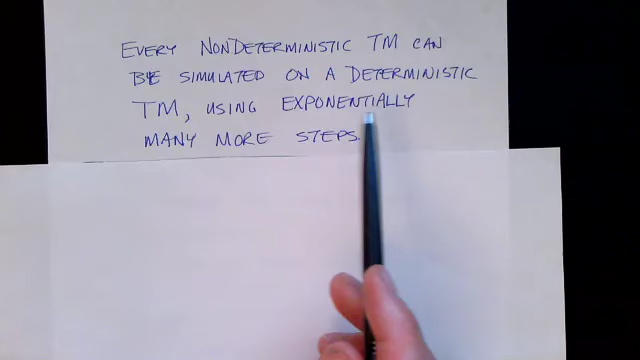 EVERY NONDETERMINISTIC TM CAN
BE SIMULATED ON A DETERMINISTIC
TM, USING EXPONENTIALLY
MANY MORE STEPS.